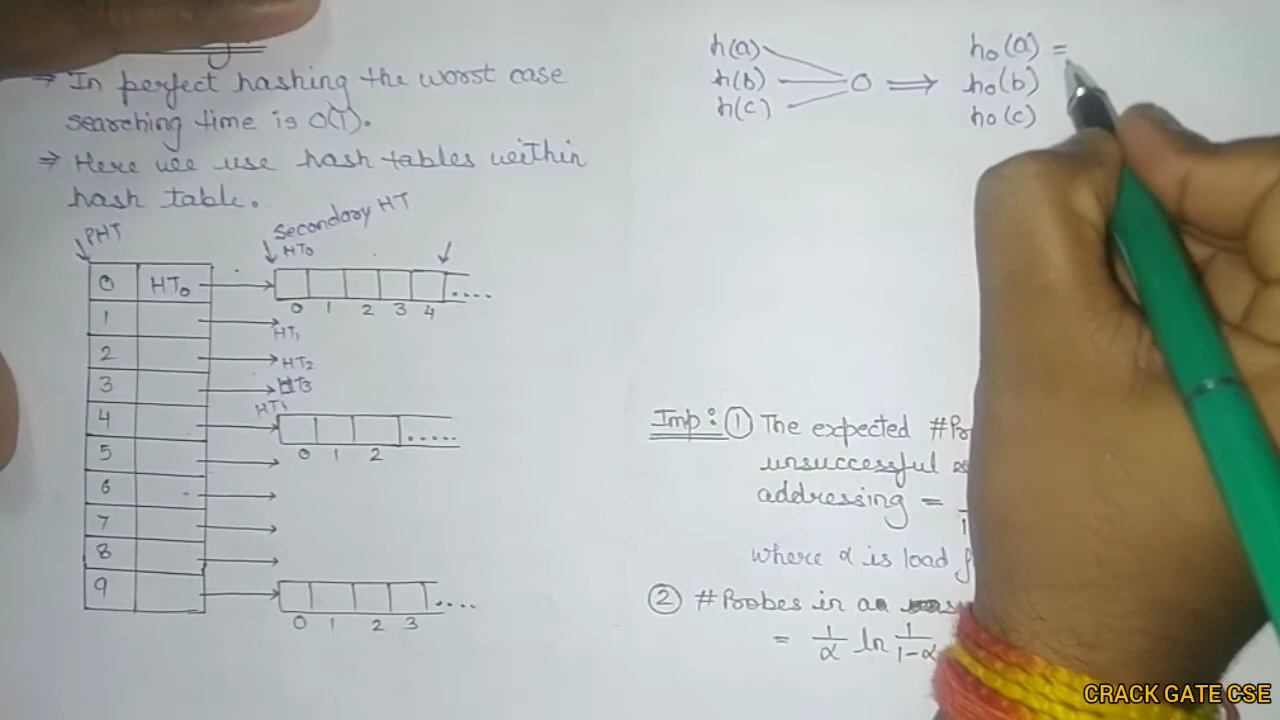 ⇒ In perfect hashing the worst case
searching time is O(1).
⇒ Here we use hash tables within
hash table.
PHT
Secondary HT
HT0
0 HT0
0 1 2 3 4
1
HT1
2
HT2
3
HT3
4
0 1 2
5
6
7
8
9
0 1 2 3
h(a)
h(b) 0 ⇒
h(c)
h0(a) =
h0(b)
h0(c)
Imp: ① The expected
unsuccessful
addressing =
where α is load
② #Probes in a
= 1/α ln 1/1-α
CRACK GATE CSE